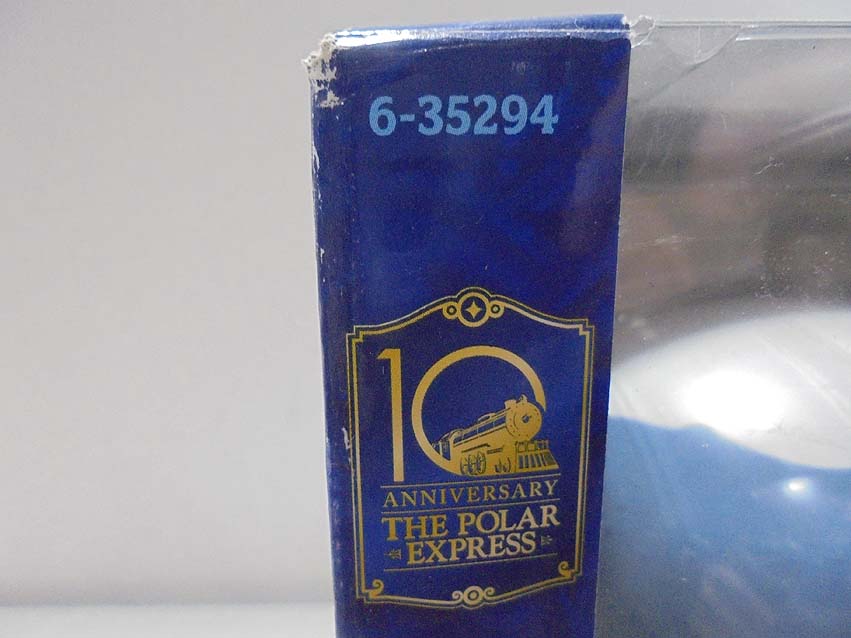 6-35294
10
ANNIVERSARY
THE POLAR
EXPRESS